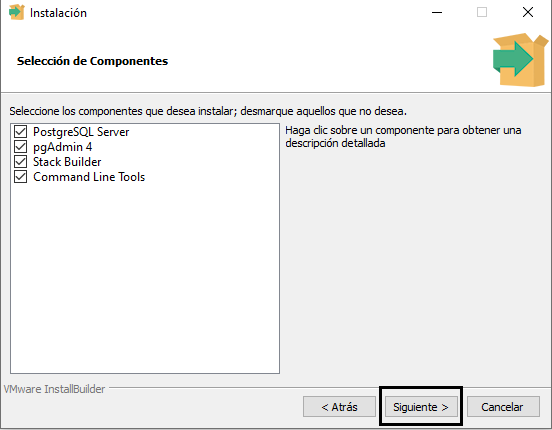 Instalación
Selección de Componentes
Seleccione los componentes que desea instalar; desmarque aquellos que no desea.
PostgreSQL Server
pgAdmin 4
Stack Builder
Command Line Tools
Haga clic sobre un componente para obtener una
descripción detallada
VMware InstallBuilder
< Atrás
Siguiente >
Cancelar